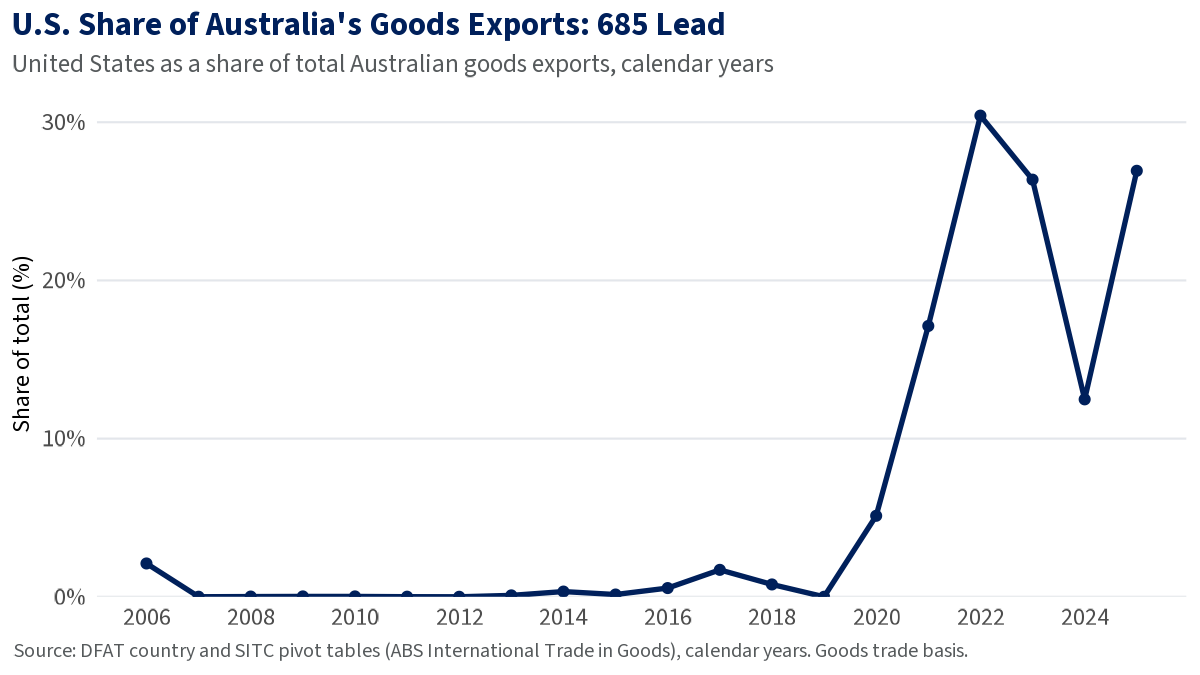 U.S. Share of Australia's Goods Exports: 685 Lead
United States as a share of total Australian goods exports, calendar years
Share of total (%)
30%
20%
10%
0%
2006 2008 2010 2012 2014 2016 2018 2020 2022 2024
Source: DFAT country and SITC pivot tables (ABS International Trade in Goods), calendar years. Goods trade basis.